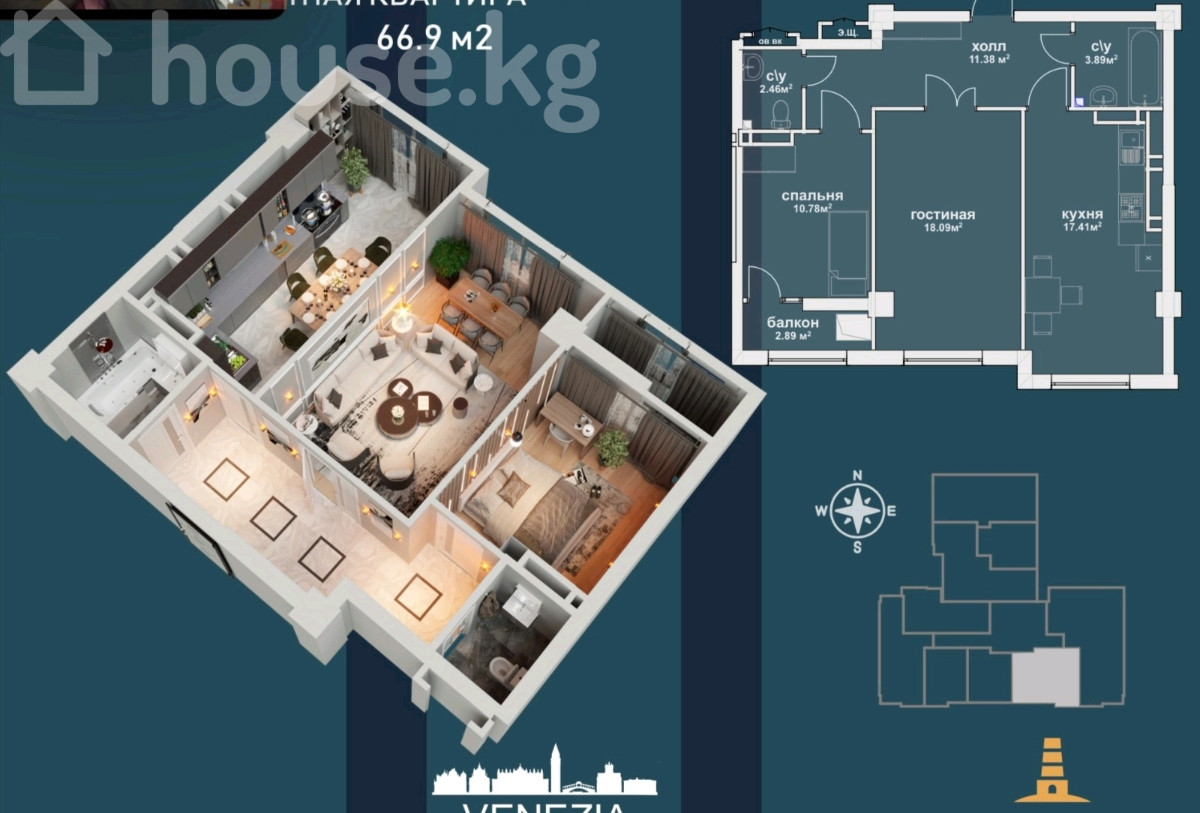 66.9 м2
house.kg
ов вк
э.щ.
холл
11.38 м²
с\у
3.89м²
с\у
2.46м²
спальня
10.78м²
гостиная
18.09м²
кухня
17.41м²
x
балкон
2.89 м²
N
W E
S
VENEZIA